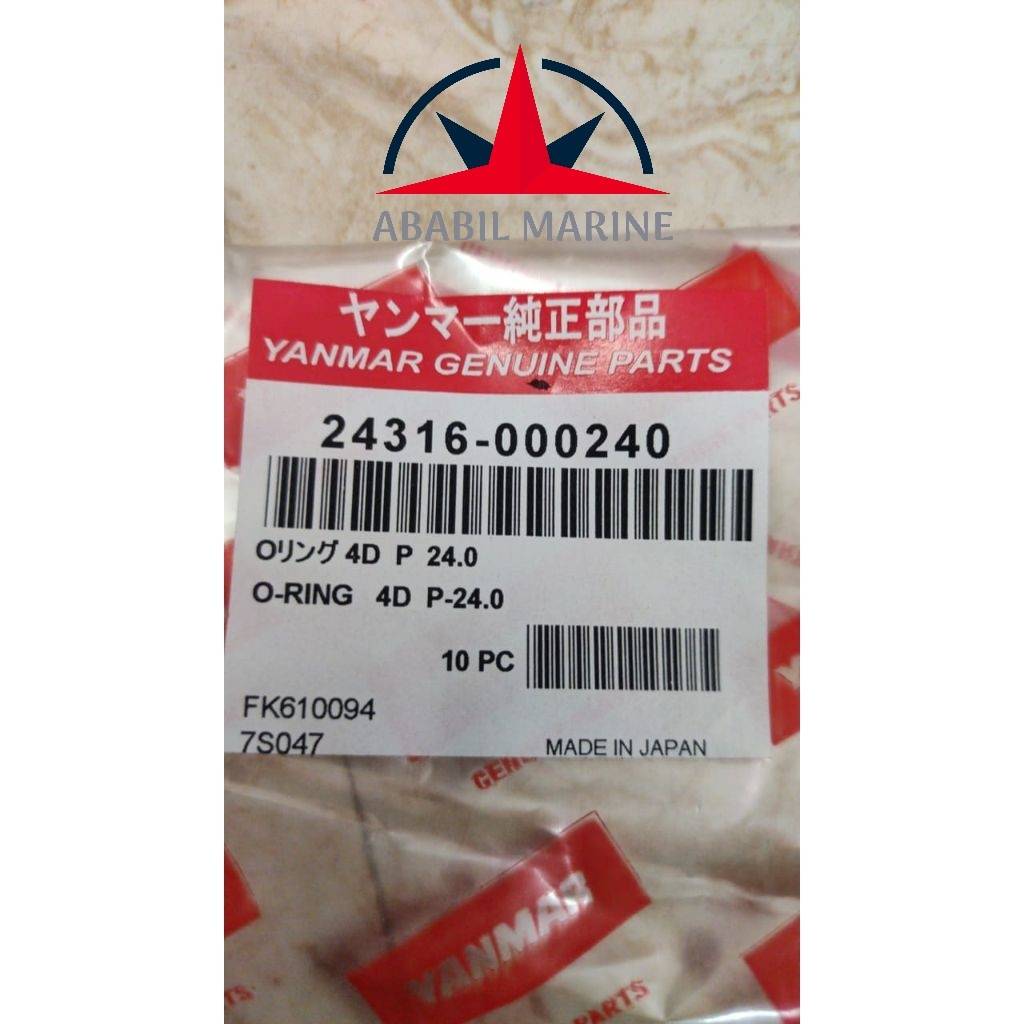 ABABIL MARINE
ヤンマー純正部品
YANMAR GENUINE PARTS
24316-000240
Oリング 4D P 24.0
O-RING 4D P-24.0
10 PC
FK610094
7S047
MADE IN JAPAN
YANMAR
PARTS